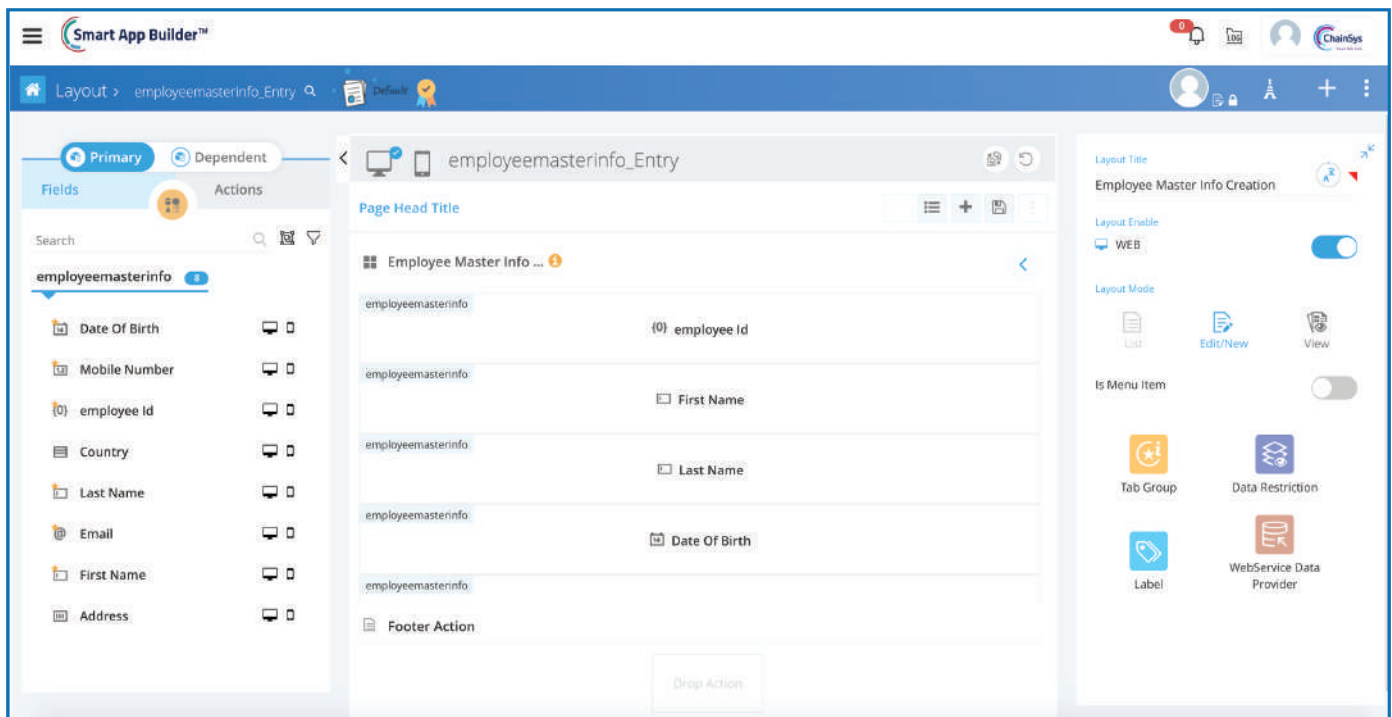 Smart App Builder™
0
LOG
ChainSys
Layout > employeemasterinfo_Entry
Default
Primary
Dependent
Fields
Actions
Search
employeemasterinfo 8
Date Of Birth
Mobile Number
{0} employee Id
Country
Last Name
@ Email
First Name
Address
employeemasterinfo_Entry
Page Head Title
Employee Master Info ...
employeemasterinfo
{0} employee Id
employeemasterinfo
First Name
employeemasterinfo
Last Name
employeemasterinfo
Date Of Birth
employeemasterinfo
Footer Action
Drop Action
Layout Title
Employee Master Info Creation
Layout Enable
WEB
Layout Mode
List
Edit/New
View
Is Menu Item
Tab Group
Data Restriction
Label
WebService Data
Provider